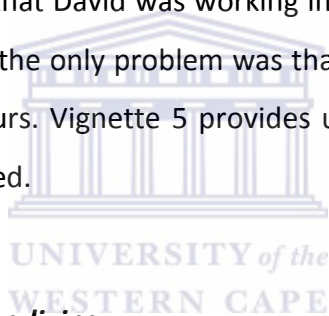 that David was working in
the only problem was tha
urs. Vignette 5 provides u
ed.
UNIVERSITY of the
WESTERN CAPE